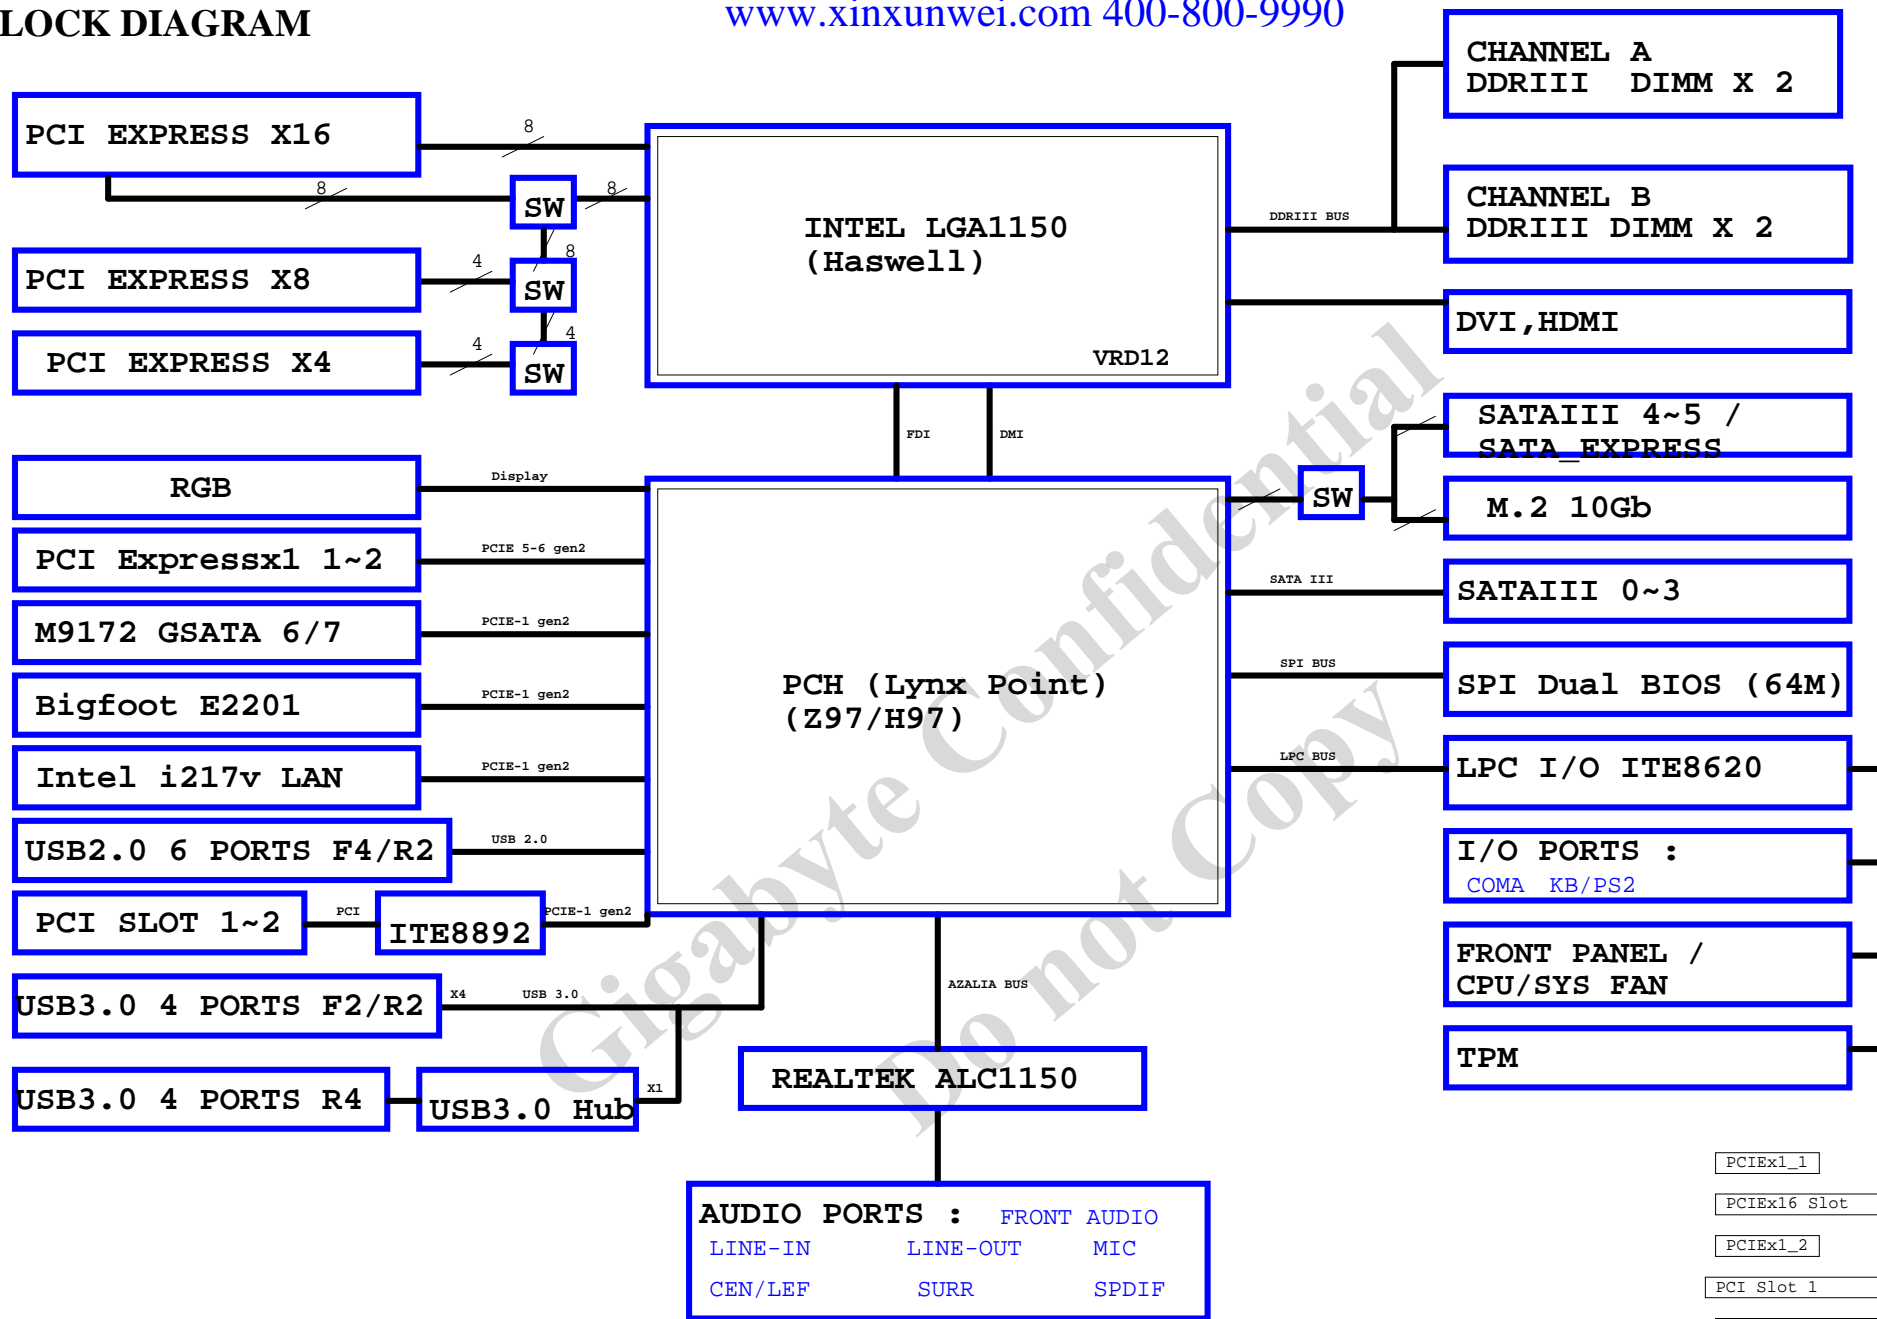 LOCK DIAGRAM
www.xinxunwei.com 400-800-9990
CHANNEL A
DDRIII DIMM X 2
PCI EXPRESS X16
8
8
SW
8
INTEL LGA1150
(Haswell)
VRD12
DDRIII BUS
CHANNEL B
DDRIII DIMM X 2
PCI EXPRESS X8
4
8
SW
DVI,HDMI
PCI EXPRESS X4
4
4
SW
FDI
DMI
SATAIII 4~5 /
SATA_EXPRESS
SW
M.2 10Gb
RGB
Display
PCI Expressx1 1~2
PCIE 5-6 gen2
M9172 GSATA 6/7
PCIE-1 gen2
Bigfoot E2201
PCIE-1 gen2
Intel i217v LAN
PCIE-1 gen2
USB2.0 6 PORTS F4/R2
USB 2.0
PCI SLOT 1~2
PCI
ITE8892
PCIE-1 gen2
PCH (Lynx Point)
(Z97/H97)
SATA III
SATAIII 0~3
SPI BUS
SPI Dual BIOS (64M)
LPC BUS
LPC I/O ITE8620
I/O PORTS :
COMA KB/PS2
FRONT PANEL /
CPU/SYS FAN
TPM
USB3.0 4 PORTS F2/R2
X4
USB 3.0
USB3.0 4 PORTS R4
USB3.0 Hub
X1
AZALIA BUS
REALTEK ALC1150
AUDIO PORTS : FRONT AUDIO
LINE-IN LINE-OUT MIC
CEN/LEF SURR SPDIF
PCIEx1_1
PCIEx16 Slot
PCIEx1_2
PCI Slot 1
Gigabyte Confidential
Do not Copy